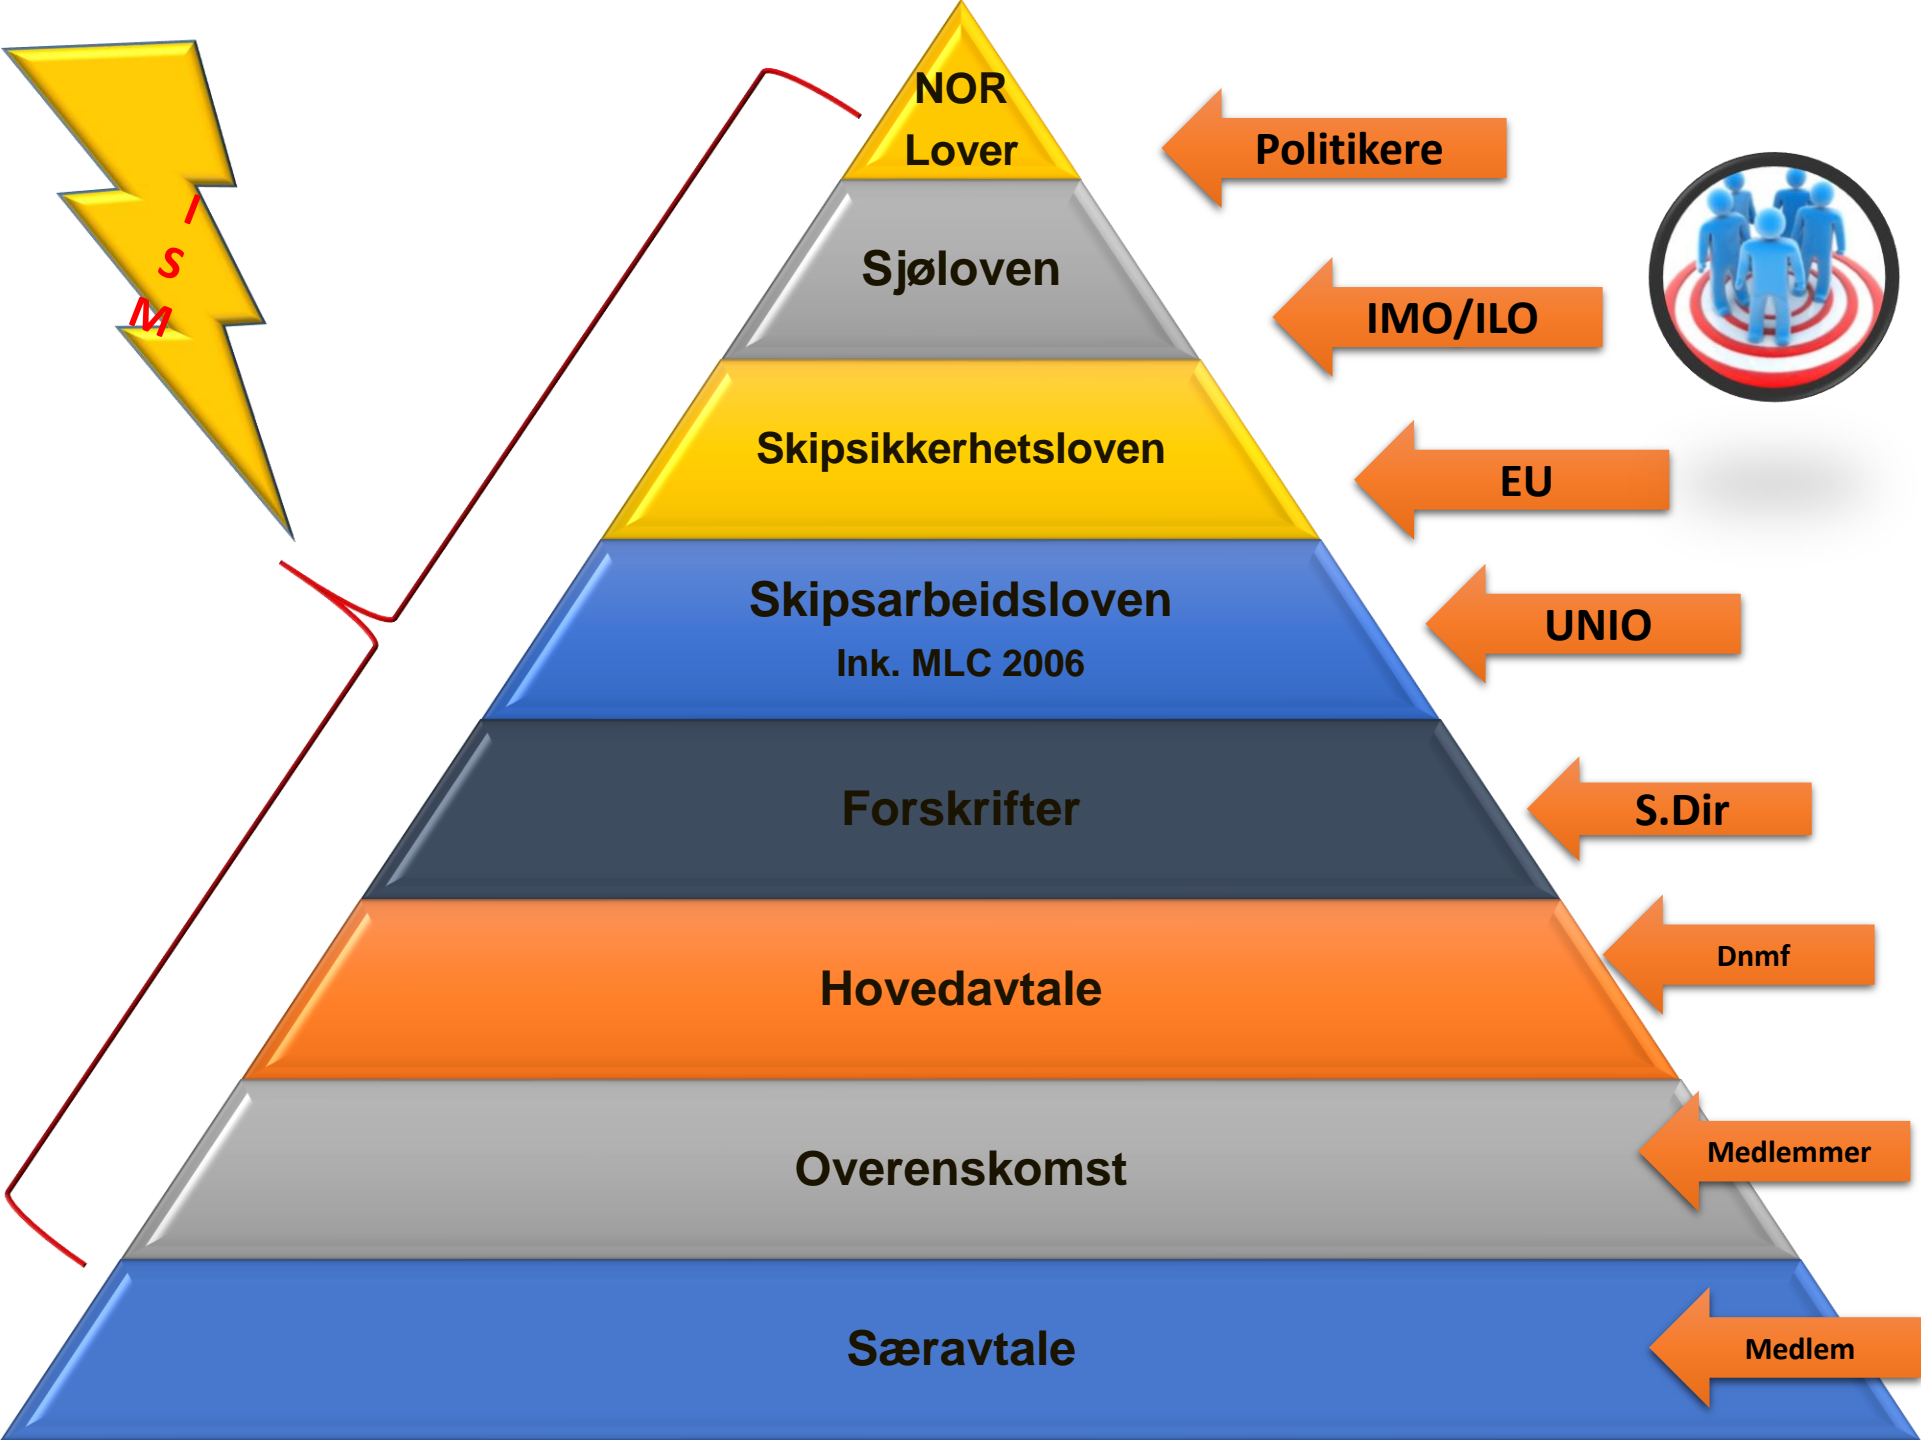 NOR
Lover
Politikere
I
S
M
Sjøloven
IMO/ILO
Skipsikkerhetsloven
EU
Skipsarbeidsloven
Ink. MLC 2006
UNIO
Forskrifter
S.Dir
Hovedavtale
Dnmf
Overenskomst
Medlemmer
Særavtale
Medlem